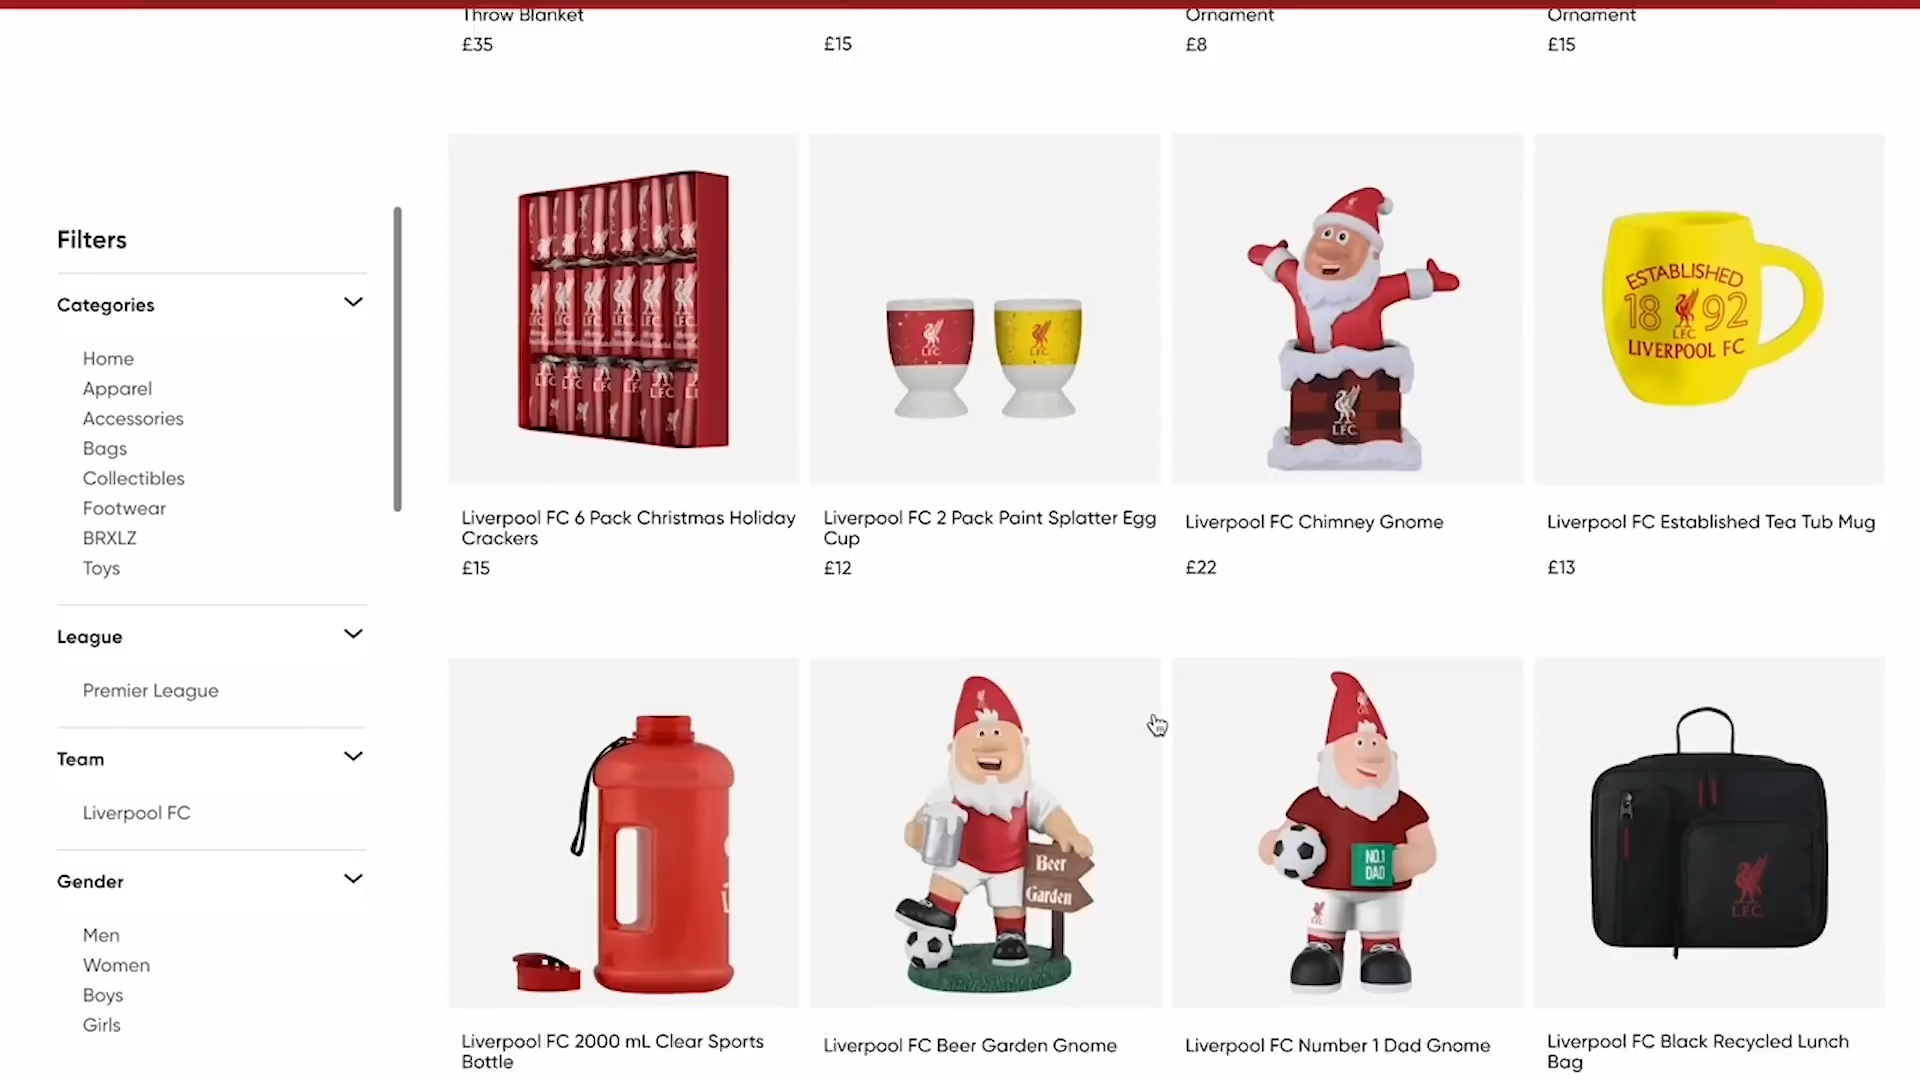 Throw Blanket
£35
£15
Ornament
£8
Ornament
£15
Filters
Categories
Home
Apparel
Accessories
Bags
Collectibles
Footwear
BRXLZ
Toys
League
Premier League
Team
Liverpool FC
Gender
Men
Women
Boys
Girls
L.F.C.
L.F.C.
L.F.C.
ESTABLISHED
18 92
L.F.C.
LIVERPOOL FC
Liverpool FC 6 Pack Christmas Holiday
Crackers
£15
Liverpool FC 2 Pack Paint Splatter Egg
Cup
£12
Liverpool FC Chimney Gnome
£22
Liverpool FC Established Tea Tub Mug
£13
Beer
Garden
NO.1
DAD
L.F.C.
Liverpool FC 2000 mL Clear Sports
Bottle
Liverpool FC Beer Garden Gnome
Liverpool FC Number 1 Dad Gnome
Liverpool FC Black Recycled Lunch
Bag